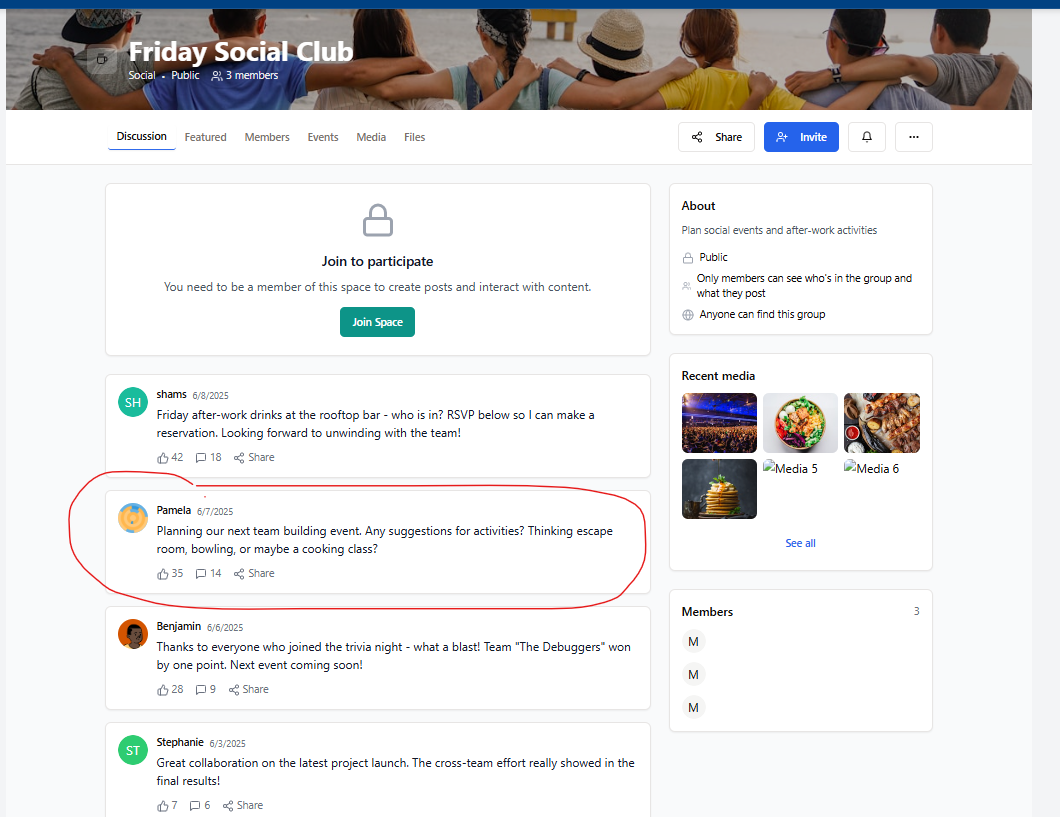 Friday Social Club
Social • Public 3 members
Discussion Featured Members Events Media Files
Share Invite ...
Join to participate
You need to be a member of this space to create posts and interact with content.
Join Space
SH
shams 6/8/2025
Friday after-work drinks at the rooftop bar - who is in? RSVP below so I can make a
reservation. Looking forward to unwinding with the team!
42 18 Share
Pamela 6/7/2025
Planning our next team building event. Any suggestions for activities? Thinking escape
room, bowling, or maybe a cooking class?
35 14 Share
Benjamin 6/6/2025
Thanks to everyone who joined the trivia night - what a blast! Team "The Debuggers" won
by one point. Next event coming soon!
28 9 Share
ST
Stephanie 6/3/2025
Great collaboration on the latest project launch. The cross-team effort really showed in the
final results!
7 6 Share
About
Plan social events and after-work activities
Public
Only members can see who's in the group and
what they post
Anyone can find this group
Recent media
Media 5 Media 6
See all
Members 3
M
M
M